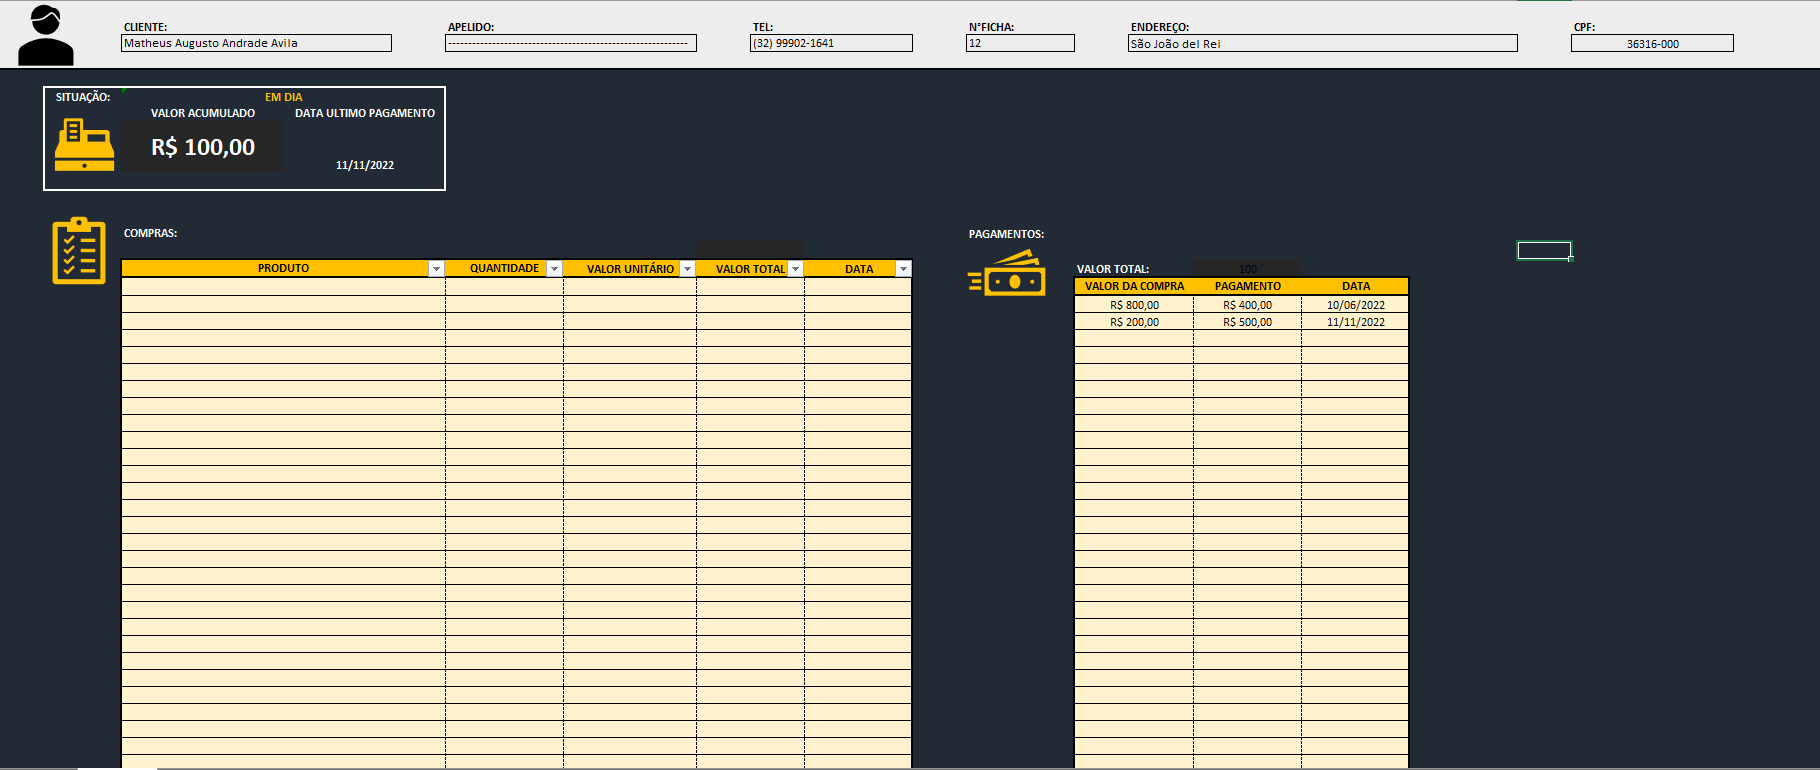 CLIENTE: APELIDO: TEL: N°FICHA: ENDEREÇO: CPF:
Matheus Augusto Andrade Avila ------------------------------------------------------------ (32) 99902-1641 12 São João del Rei 36316-000
SITUAÇÃO: EM DIA
VALOR ACUMULADO DATA ULTIMO PAGAMENTO
R$ 100,00
11/11/2022
COMPRAS:
PRODUTO QUANTIDADE VALOR UNITÁRIO VALOR TOTAL DATA
PAGAMENTOS:
VALOR TOTAL: 100
VALOR DA COMPRA PAGAMENTO DATA
R$ 800,00 R$ 400,00 10/06/2022
R$ 200,00 R$ 500,00 11/11/2022